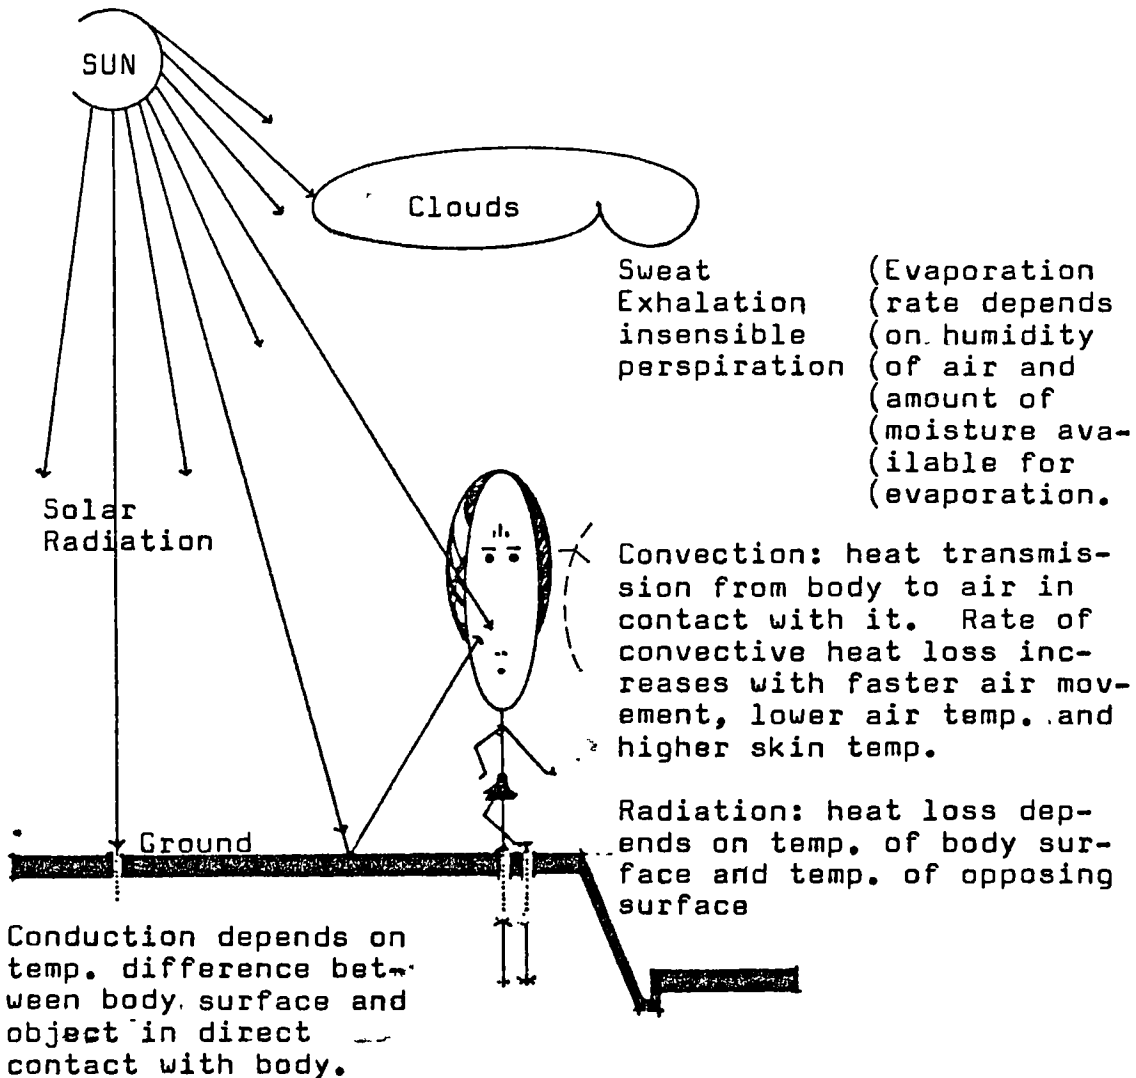 SUN
Clouds
Sweat
Exhalation
insensible
perspiration
(Evaporation
(rate depends
(on humidity
(of air and
(amount of
(moisture ava-
(ilable for
(evaporation.
Solar
Radiation
Convection: heat transmis-
sion from body to air in
contact with it. Rate of
convective heat loss inc-
reases with faster air mov-
ement, lower air temp. and
higher skin temp.
Ground
Radiation: heat loss dep-
ends on temp. of body sur-
face and temp. of opposing
surface
Conduction depends on
temp. difference bet-
ween body surface and
object in direct
contact with body.